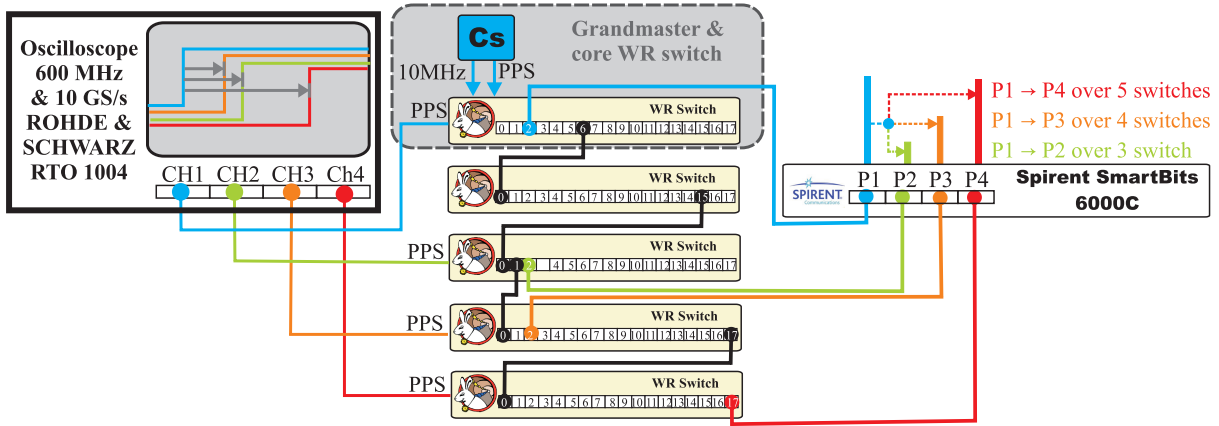 Oscilloscope
600 MHz
& 10 GS/s
ROHDE &
SCHWARZ
RTO 1004
CH1 CH2 CH3 Ch4
Grandmaster &
core WR switch
Cs
10MHz PPS
PPS
WR Switch
0 1 2 3 4 5 6 7 8 9 10 11 12 13 14 15 16 17
WR Switch
0 1 2 3 4 5 6 7 8 9 10 11 12 13 14 15 16 17
PPS
WR Switch
0 1 2 4 5 6 7 8 9 10 11 12 13 14 15 16 17
PPS
WR Switch
0 1 2 3 4 5 6 7 8 9 10 11 12 13 14 15 16 17
PPS
WR Switch
0 1 2 3 4 5 6 7 8 9 10 11 12 13 14 15 16 17
P1 → P4 over 5 switches
P1 → P3 over 4 switches
P1 → P2 over 3 switch
SPIRENT
Communications
P1 P2 P3 P4
Spirent SmartBits
6000C